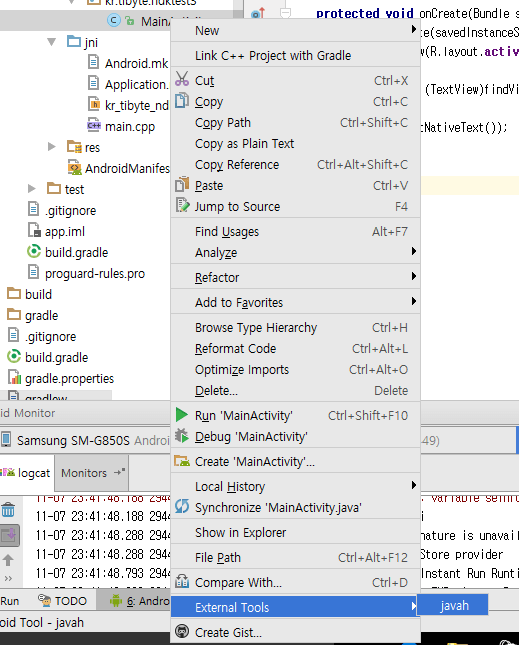 kr.tibyte.ndktest3
MainActivity
jni
Android.mk
Application.
kr_tibyte_nd
main.cpp
res
AndroidManifes
test
.gitignore
app.iml
build.gradle
proguard-rules.pro
build
gradle
.gitignore
build.gradle
gradle.properties
gradlew
protected void onCreate(Bundle s
e(savedInstanceS
w(R.layout.activ
(TextView)findVi
tNativeText());
New
Link C++ Project with Gradle
Cut Ctrl+X
Copy Ctrl+C
Copy Path Ctrl+Shift+C
Copy as Plain Text
Copy Reference Ctrl+Alt+Shift+C
Paste Ctrl+V
Jump to Source F4
Find Usages Alt+F7
Analyze
Refactor
Add to Favorites
Browse Type Hierarchy Ctrl+H
Reformat Code Ctrl+Alt+L
Optimize Imports Ctrl+Alt+O
Delete... Delete
Run 'MainActivity' Ctrl+Shift+F10
Debug 'MainActivity'
Create 'MainActivity'...
Local History
Synchronize 'MainActivity.java'
Show in Explorer
File Path Ctrl+Alt+F12
Compare With... Ctrl+D
External Tools
javah
Create Gist...
id Monitor
Samsung SM-G850S Androi
49)
logcat Monitors
11-07 23:41:48.188 294
11-07 23:41:48.188 294
11-07 23:41:48.288 294
nature is unavai
11-07 23:41:48.288 294
Store provider
11-07 23:41:48.793 294
Instant Run Runti
Run TODO 6: Andro
oid Tool - javah